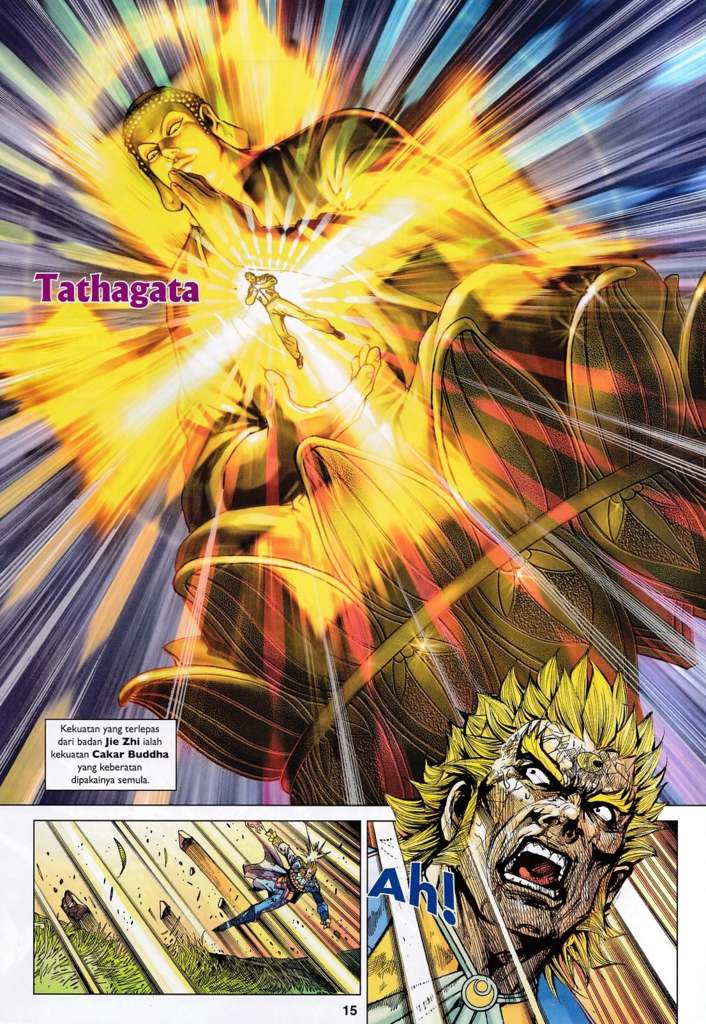 Tathagata
Kekuatan yang terlepas
dari badan Jie Zhi ialah
kekuatan Cakar Buddha
yang keberatan
dipakainya semula.
Ah!
15